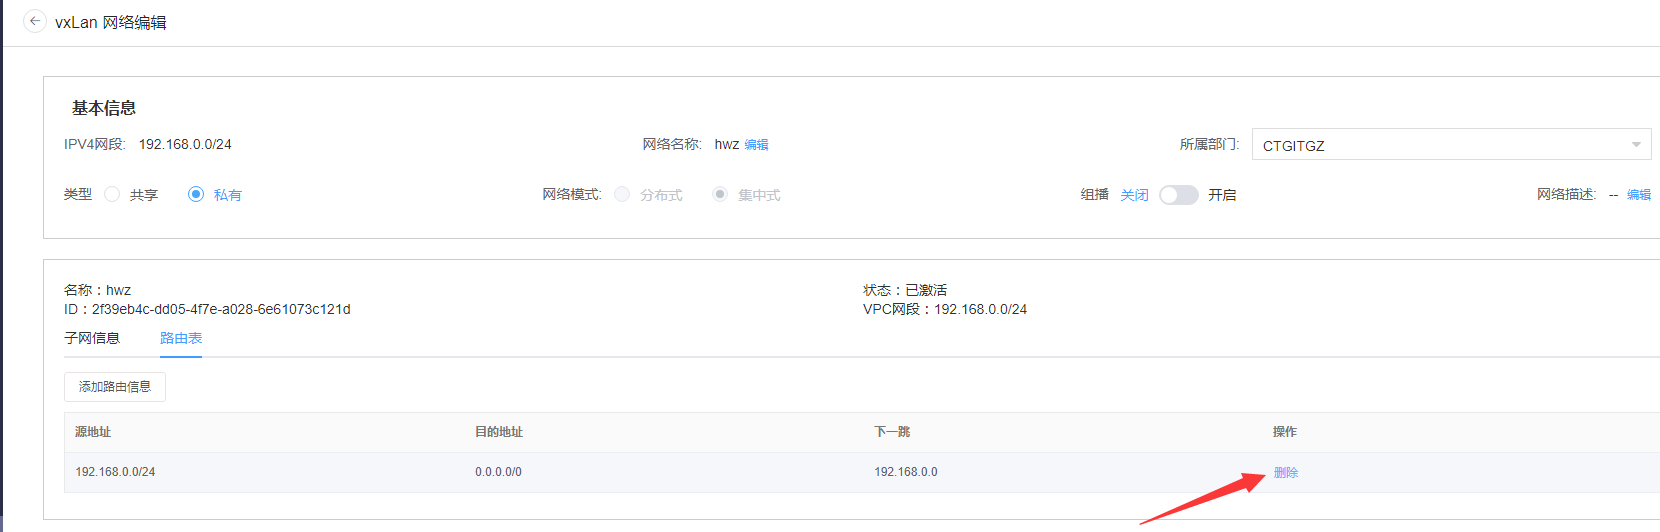 vxLan 网络编辑
基本信息
IPV4网段: 192.168.0.0/24 网络名称: hwz 编辑 所属部门: CTGITGZ
类型 共享 私有 网络模式: 分布式 集中式 组播 关闭 开启 网络描述: -- 编辑
名称：hwz 状态：已激活
ID：2f39eb4c-dd05-4f7e-a028-6e61073c121d VPC网段：192.168.0.0/24
子网信息 路由表
添加路由信息
源地址 目的地址 下一跳 操作
192.168.0.0/24 0.0.0.0/0 192.168.0.0 删除